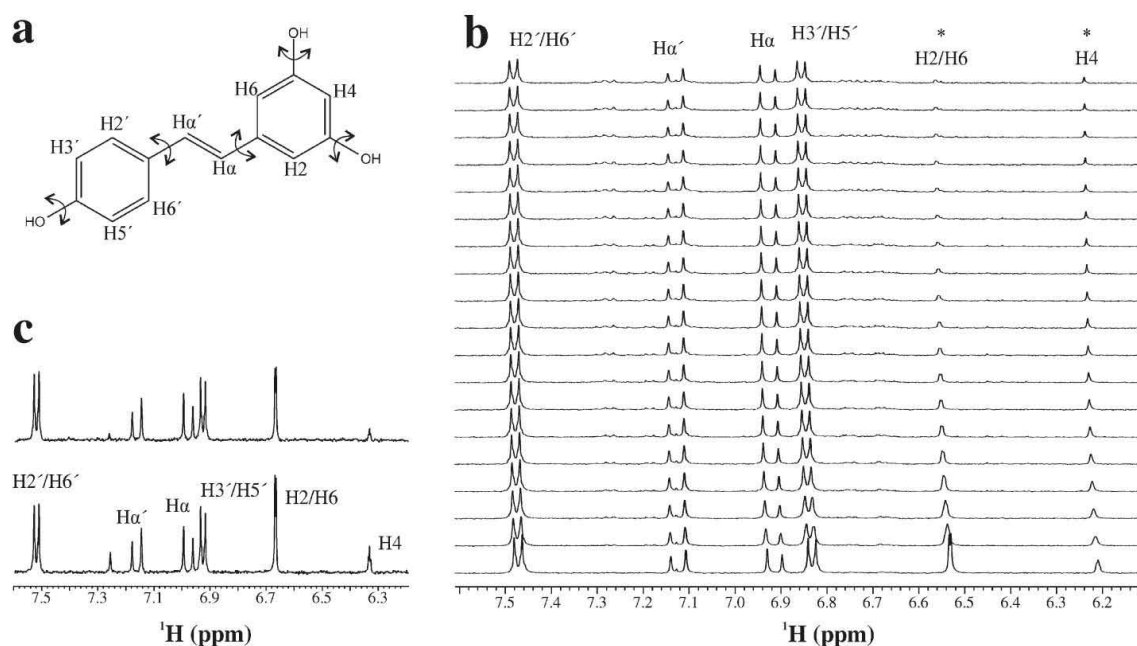 a
OH
H6
H4
H2´
Hα´
H3´
Hα
H2
OH
HO
H6´
H5´
b
H2´/H6´
Hα´
Hα
H3´/H5´
*
H2/H6
*
H4
7.5 7.4 7.3 7.2 7.1 7.0 6.9 6.8 6.7 6.6 6.5 6.4 6.3 6.2
¹H (ppm)
c
H2´/H6´
Hα´
Hα
H3´/H5´
H2/H6
H4
7.5 7.3 7.1 6.9 6.7 6.5 6.3
¹H (ppm)